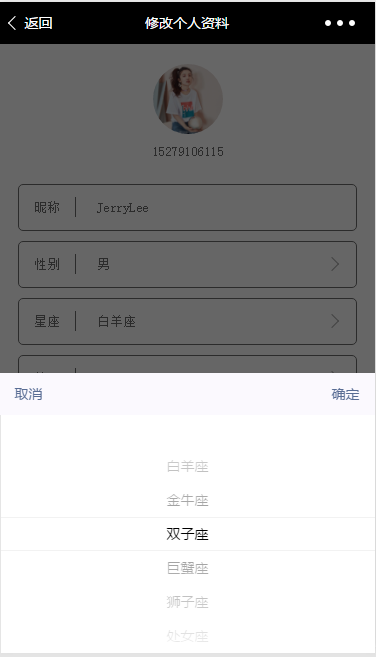 返回 修改个人资料
15279106115
昵称 JerryLee
性别 男
星座 白羊座
取消 确定
白羊座
金牛座
双子座
巨蟹座
狮子座
处女座